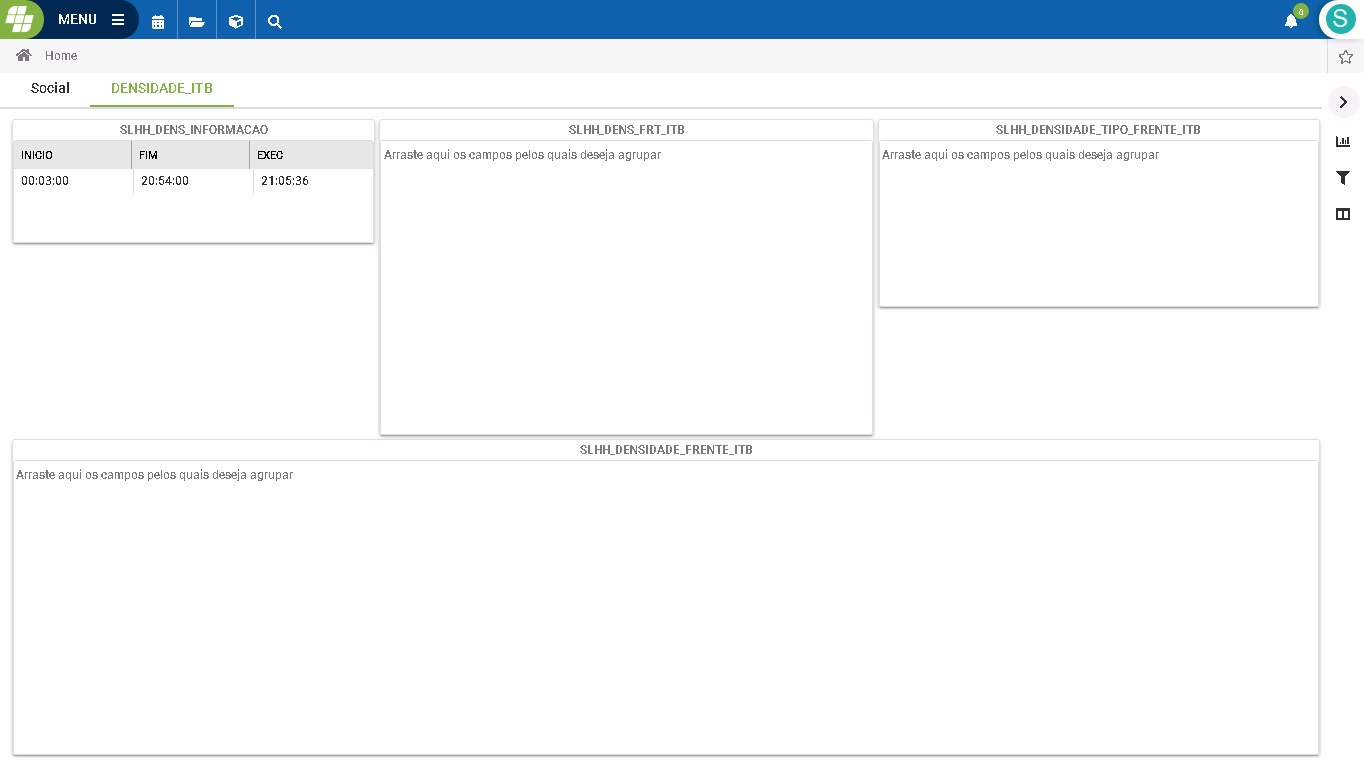 MENU
0
S
Home
Social
DENSIDADE_ITB
SLHH_DENS_INFORMACAO
INICIO FIM EXEC
00:03:00 20:54:00 21:05:36
SLHH_DENS_FRT_ITB
Arraste aqui os campos pelos quais deseja agrupar
SLHH_DENSIDADE_TIPO_FRENTE_ITB
Arraste aqui os campos pelos quais deseja agrupar
SLHH_DENSIDADE_FRENTE_ITB
Arraste aqui os campos pelos quais deseja agrupar